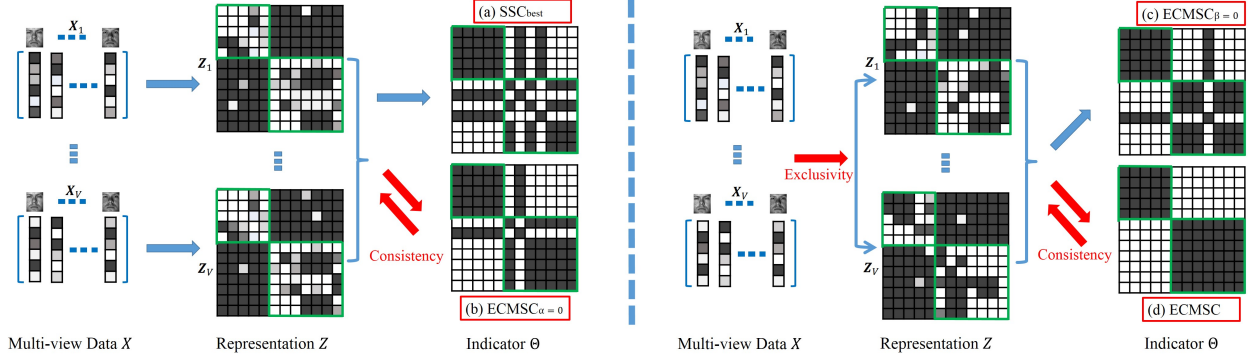 (a) SSCbest
X1
Z1
XV
ZV
Consistency
(b) ECMSCα = 0
Multi-view Data X
Representation Z
Indicator Θ
(c) ECMSCβ = 0
X1
Z1
Exclusivity
XV
ZV
Consistency
(d) ECMSC
Multi-view Data X
Representation Z
Indicator Θ